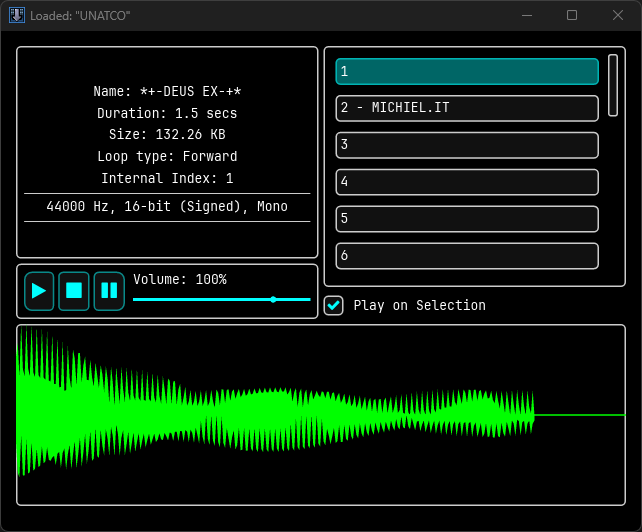 Loaded: "UNATCO"
Name: *+-DEUS EX-+*
Duration: 1.5 secs
Size: 132.26 KB
Loop type: Forward
Internal Index: 1
44000 Hz, 16-bit (Signed), Mono
1
2 - MICHIEL.IT
3
4
5
6
Volume: 100%
Play on Selection